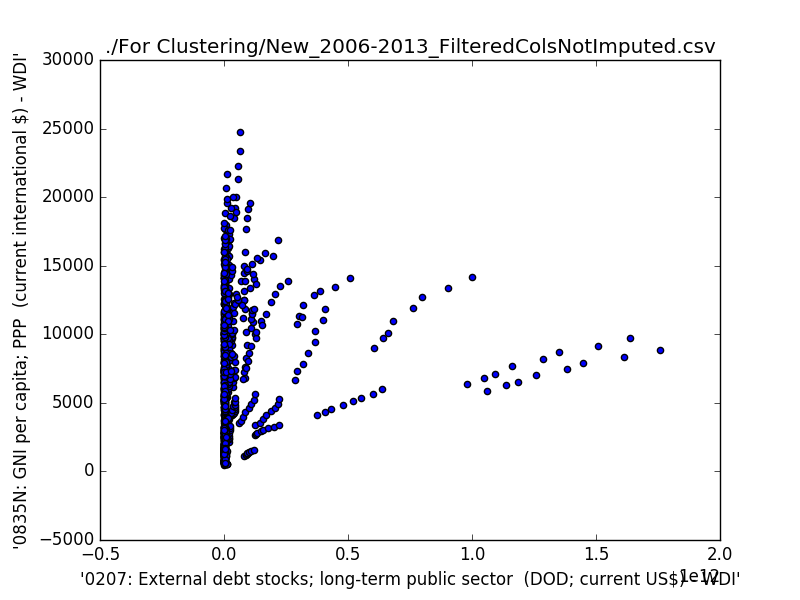 ./For Clustering/New_2006-2013_FilteredColsNotImputed.csv
30000
25000
20000
15000
10000
5000
0
−5000
'0835N: GNI per capita; PPP  (current international $) - WDI'
−0.5 0.0 0.5 1.0 1.5 2.0
1e12
'0207: External debt stocks; long-term public sector  (DOD; current US$) - WDI'